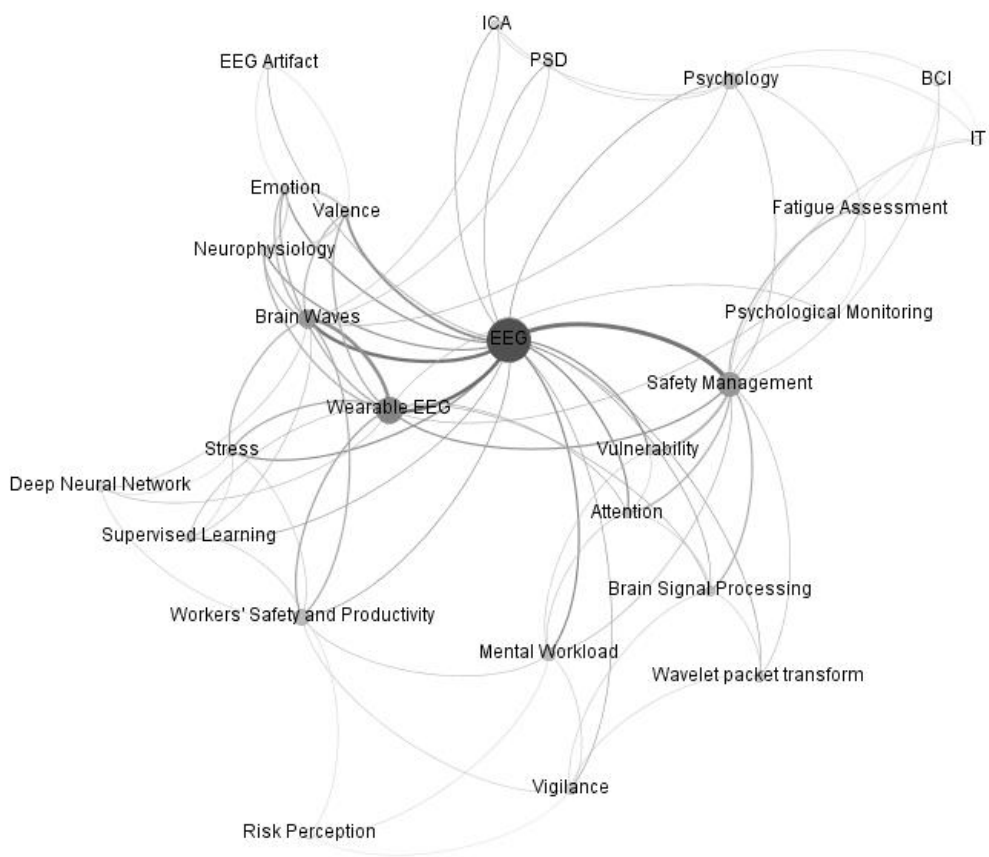 ICA
EEG Artifact
PSD
Psychology
BCI
IT
Emotion
Valence
Fatigue Assessment
Neurophysiology
Brain Waves
Psychological Monitoring
EEG
Safety Management
Wearable EEG
Stress
Vulnerability
Deep Neural Network
Attention
Supervised Learning
Brain Signal Processing
Workers' Safety and Productivity
Mental Workload
Wavelet packet transform
Vigilance
Risk Perception